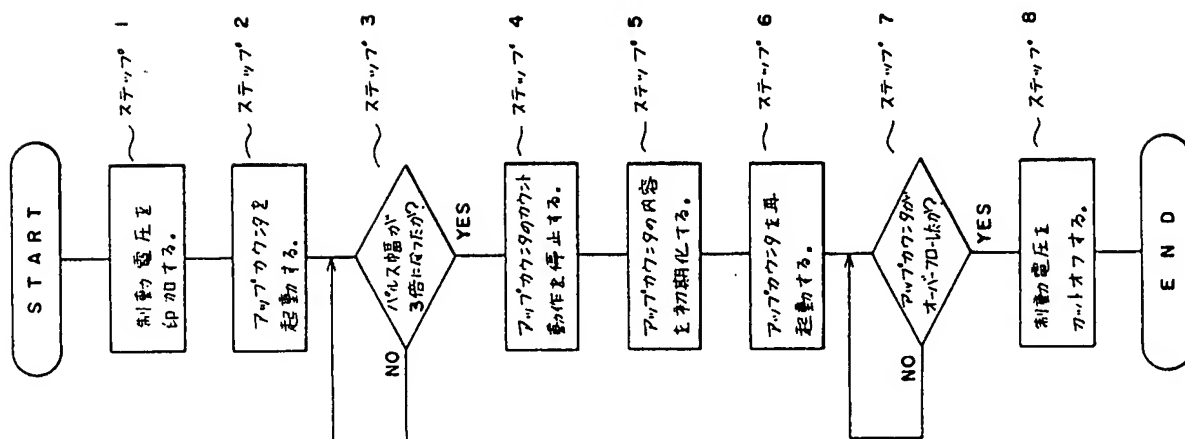 START
制動電圧を
印加する。
ステップ 1
アップカウンタを
起動する。
ステップ 2
パルス幅が
3倍になったか?
ステップ 3
NO
YES
アップカウンタのカウント
動作を停止する。
ステップ 4
アップカウンタの内容
を初期化する。
ステップ 5
アップカウンタを再
起動する。
ステップ 6
アップカウンタが
オーバーフローしたか?
ステップ 7
NO
YES
制動電圧を
カットオフする。
ステップ 8
END